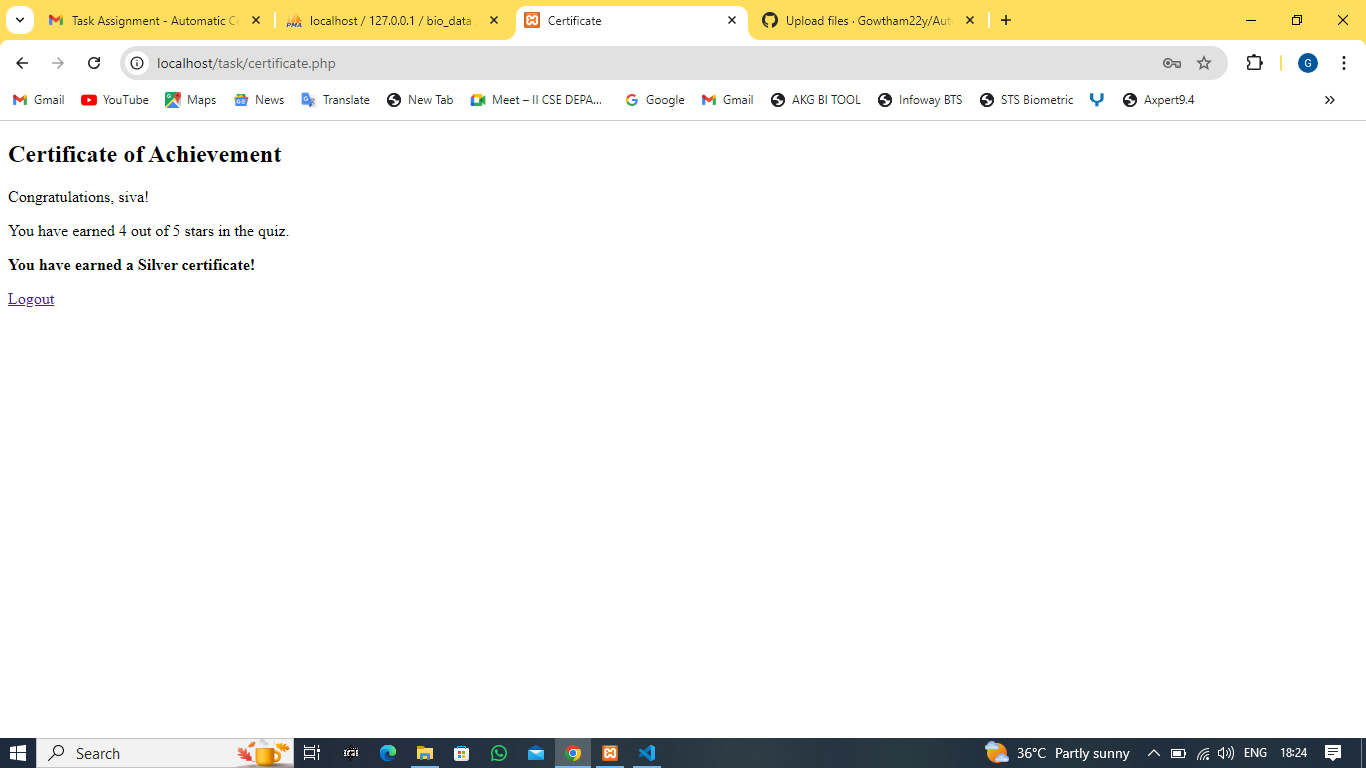 Task Assignment - Automatic Ce
localhost / 127.0.0.1 / bio_data
Certificate
Upload files · Gowtham22y/Auto
localhost/task/certificate.php
G
Gmail
YouTube
Maps
News
Translate
New Tab
Meet – II CSE DEPA...
Google
Gmail
AKG BI TOOL
Infoway BTS
STS Biometric
Axpert9.4
Certificate of Achievement
Congratulations, siva!
You have earned 4 out of 5 stars in the quiz.
You have earned a Silver certificate!
Logout
Search
36°C Partly sunny
ENG
18:24